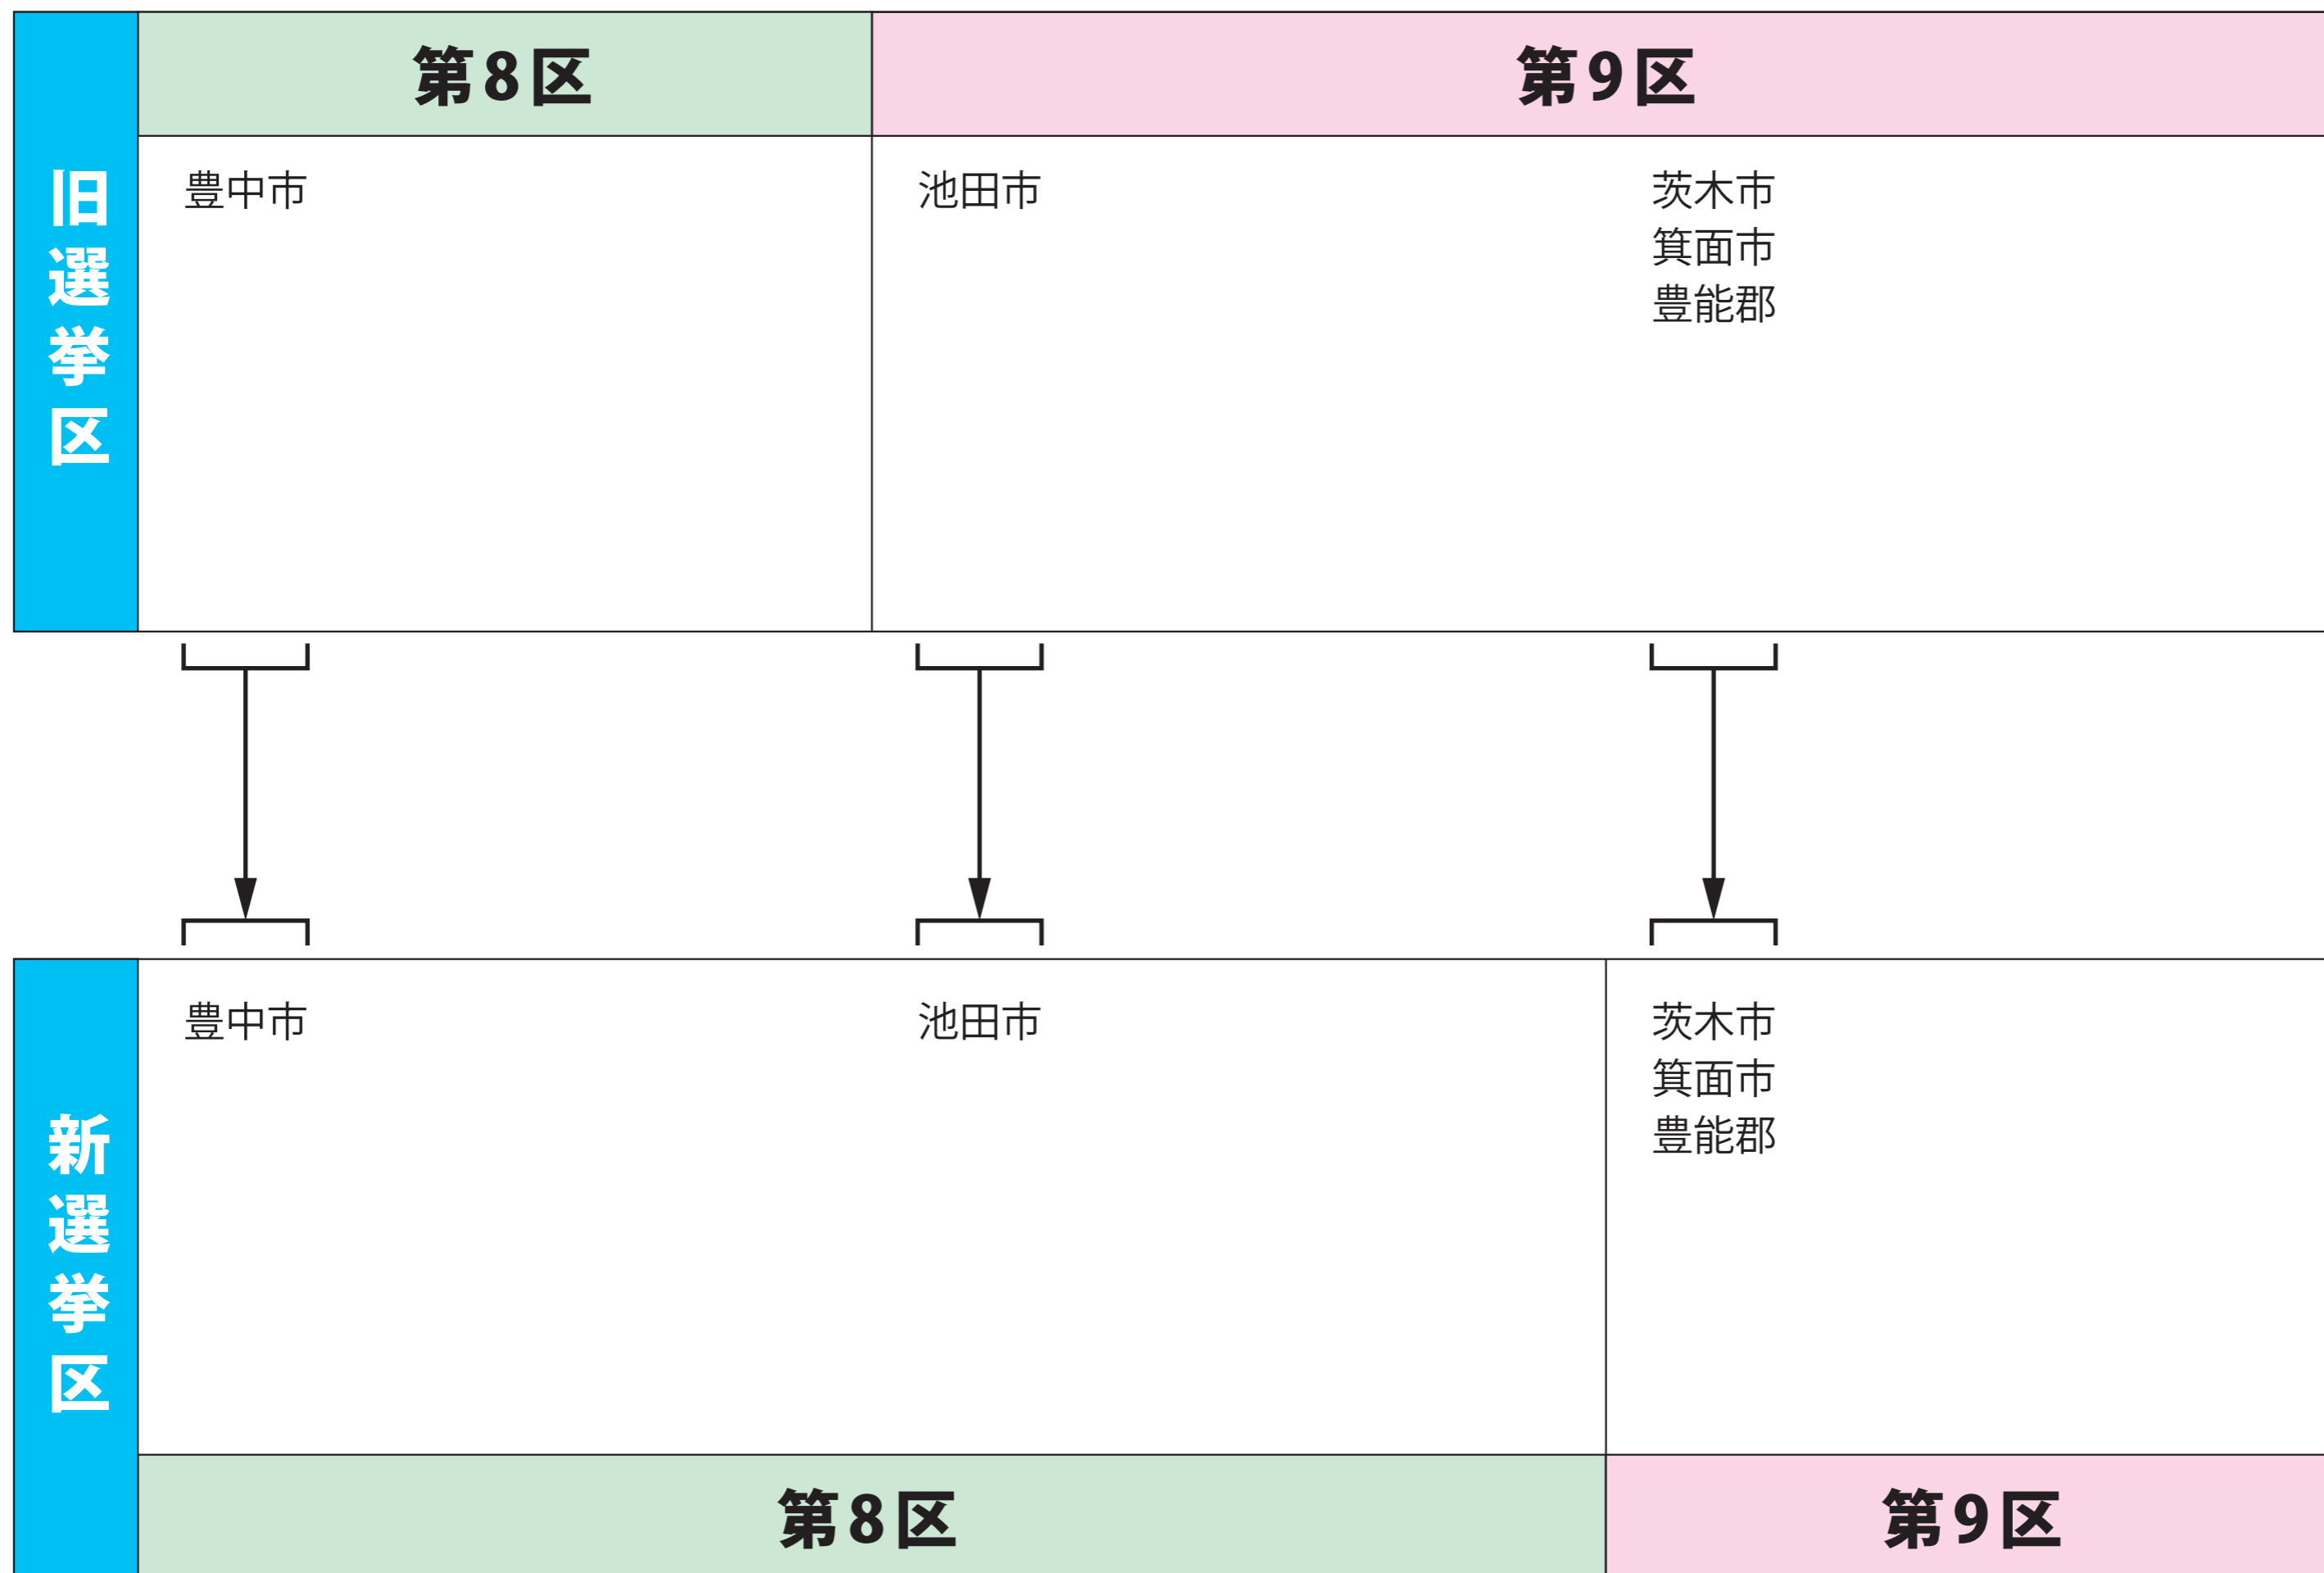 旧選挙区
第8区
第9区
豊中市
池田市
茨木市
箕面市
豊能郡
新選挙区
豊中市
池田市
茨木市
箕面市
豊能郡
第8区
第9区